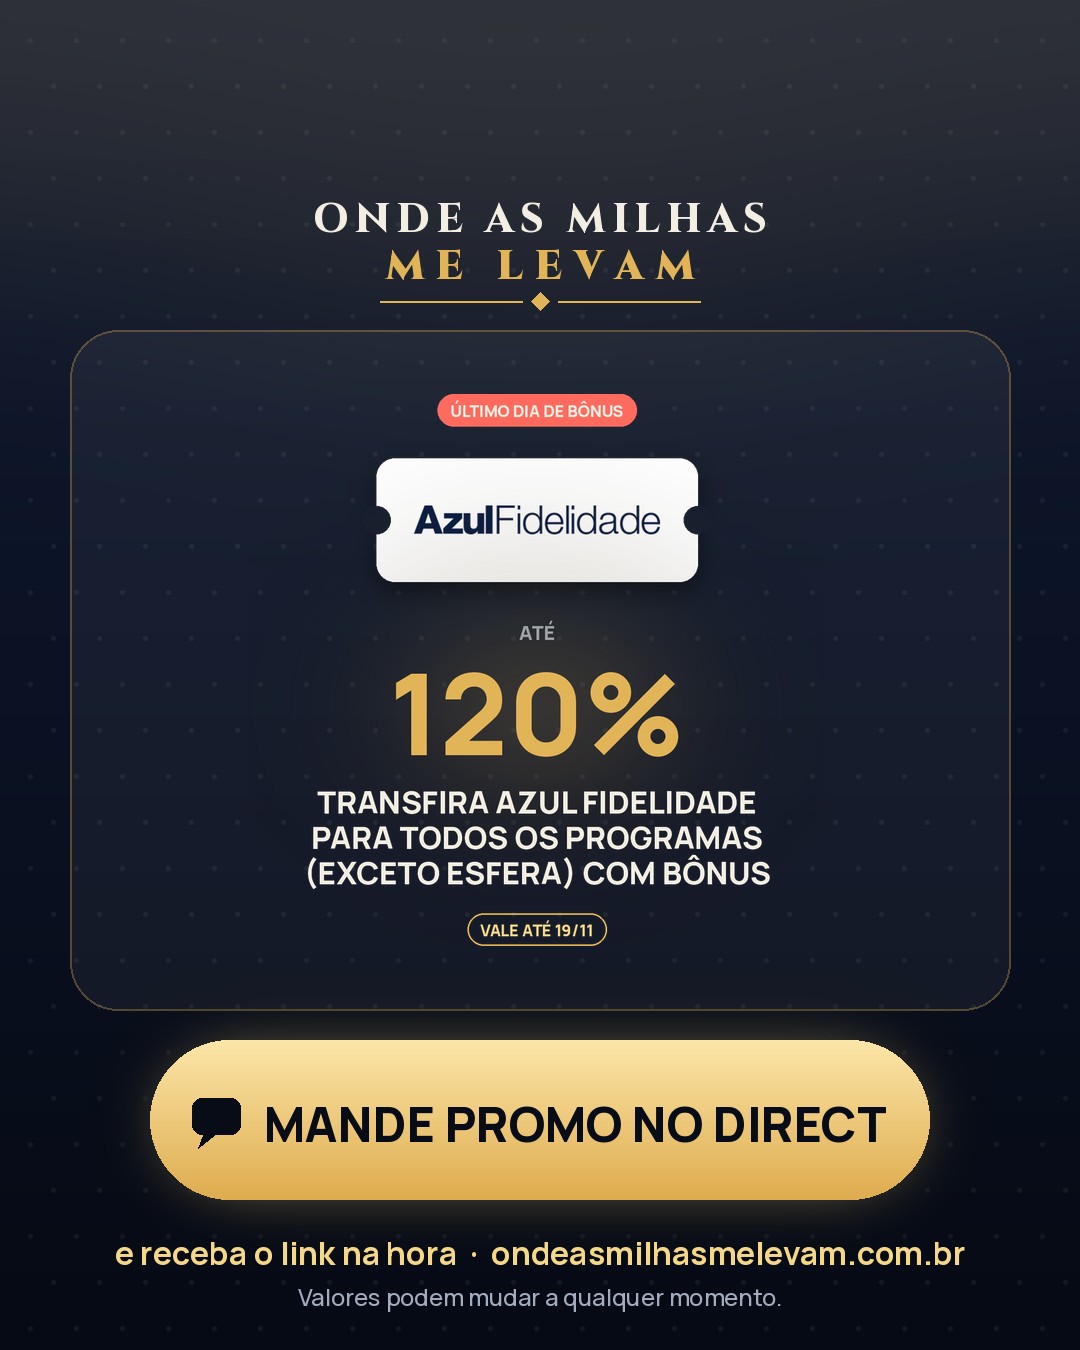 ONDE AS MILHAS
ME LEVAM
ÚLTIMO DIA DE BÔNUS
AzulFidelidade
ATÉ
120%
TRANSFIRA AZUL FIDELIDADE
PARA TODOS OS PROGRAMAS
(EXCETO ESFERA) COM BÔNUS
VALE ATÉ 19/11
MANDE PROMO NO DIRECT
e receba o link na hora · ondeasmilhasmelevam.com.br
Valores podem mudar a qualquer momento.